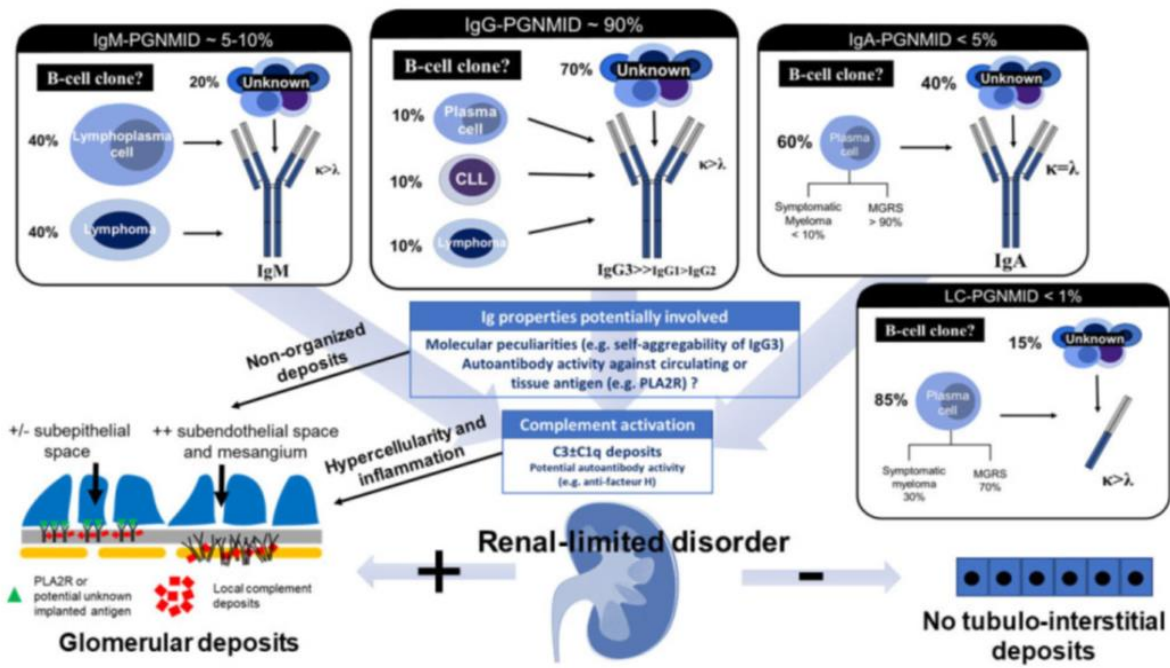 IgM-PGNMID ~ 5-10%
B-cell clone?
20%
Unknown
40%
Lymphoplasma
cell
κ>λ
40%
Lymphoma
IgM
IgG-PGNMID ~ 90%
B-cell clone?
70%
Unknown
10%
Plasma
cell
κ>λ
10%
CLL
10%
Lymphoma
IgG3>>IgG1>IgG2
IgA-PGNMID < 5%
B-cell clone?
40%
Unknown
60%
Plasma
cell
κ=λ
Symptomatic
Myeloma
< 10%
MGRS
> 90%
IgA
LC-PGNMID < 1%
B-cell clone?
15%
Unknown
85%
Plasma
cell
Symptomatic
myeloma
30%
MGRS
70%
κ>λ
Ig properties potentially involved
Molecular peculiarities (e.g. self-aggregability of IgG3)
Autoantibody activity against circulating or
tissue antigen (e.g. PLA2R) ?
Non-organized
deposits
Complement activation
C3±C1q deposits
Potential autoantibody activity
(e.g. anti-facteur H)
Hypercellularity and
inflammation
+/- subepithelial
space
++ subendothelial space
and mesangium
PLA2R or
potential unknown
implanted antigen
Local complement
deposits
Glomerular deposits
Renal-limited disorder
+
-
No tubulo-interstitial
deposits